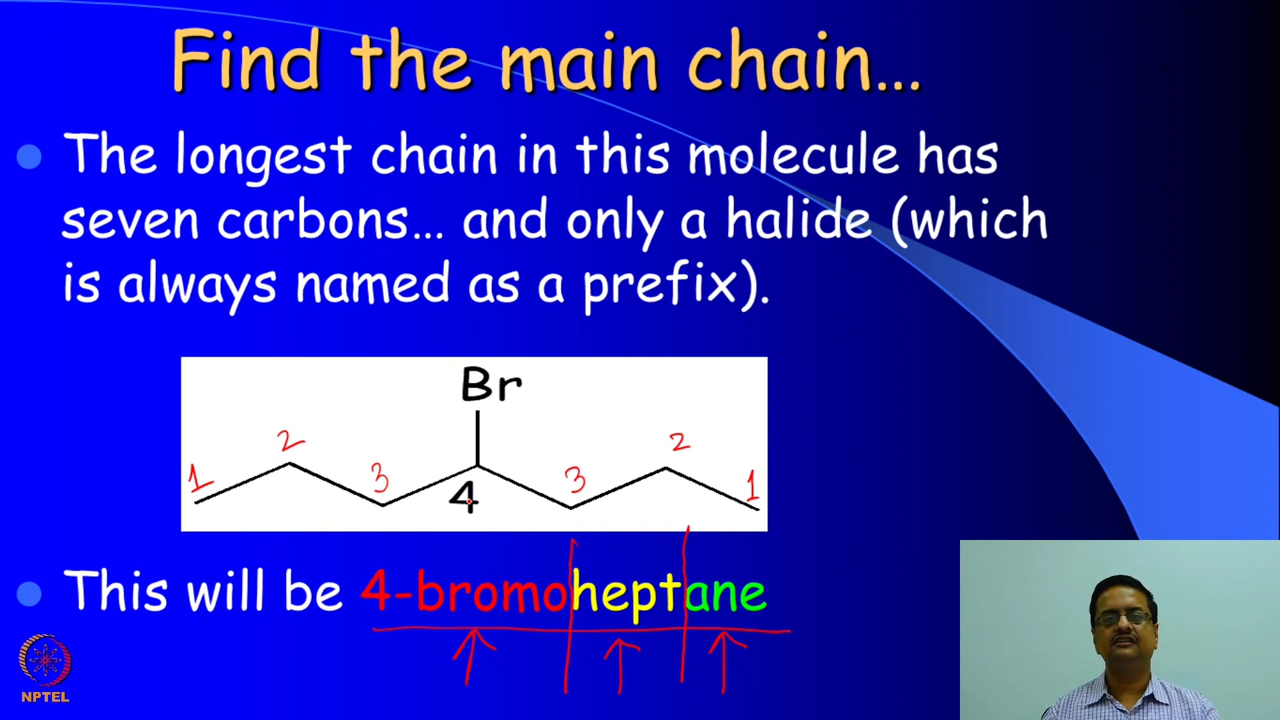 Find the main chain...
The longest chain in this molecule has
seven carbons... and only a halide (which
is always named as a prefix).
Br
1 2 3 4 3 2 1
This will be 4-bromoheptane
NPTEL